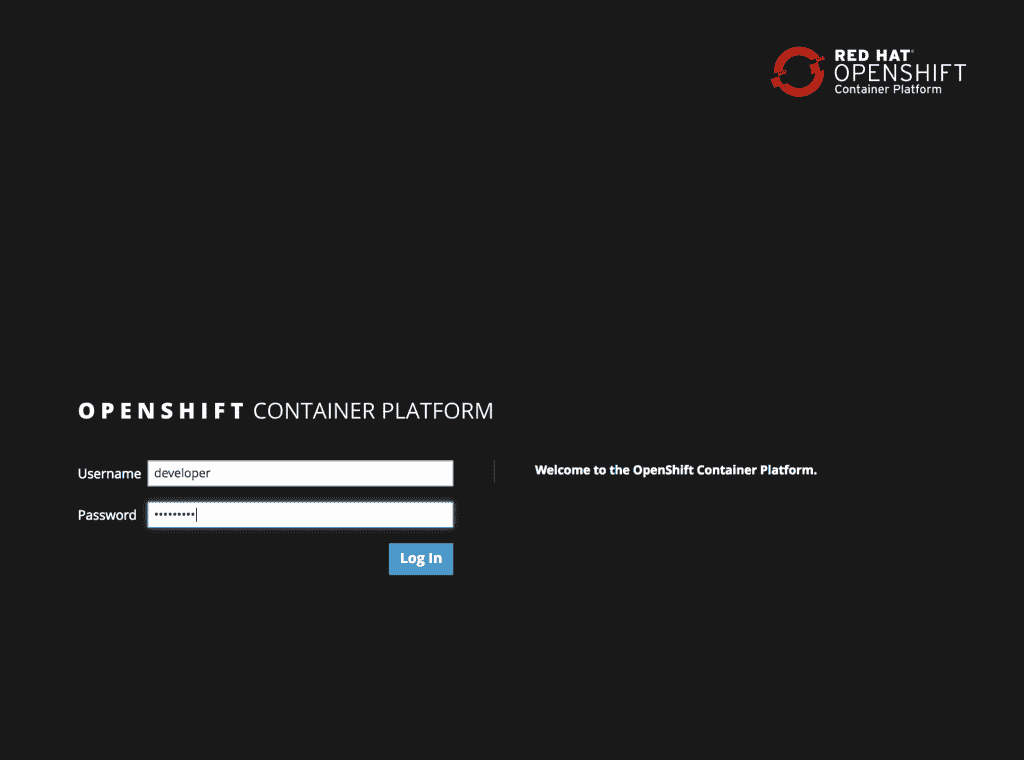 RED HAT®
OPENSHIFT
Container Platform
OPENSHIFT CONTAINER PLATFORM
Username developer
Password •••••••••
Log In
Welcome to the OpenShift Container Platform.